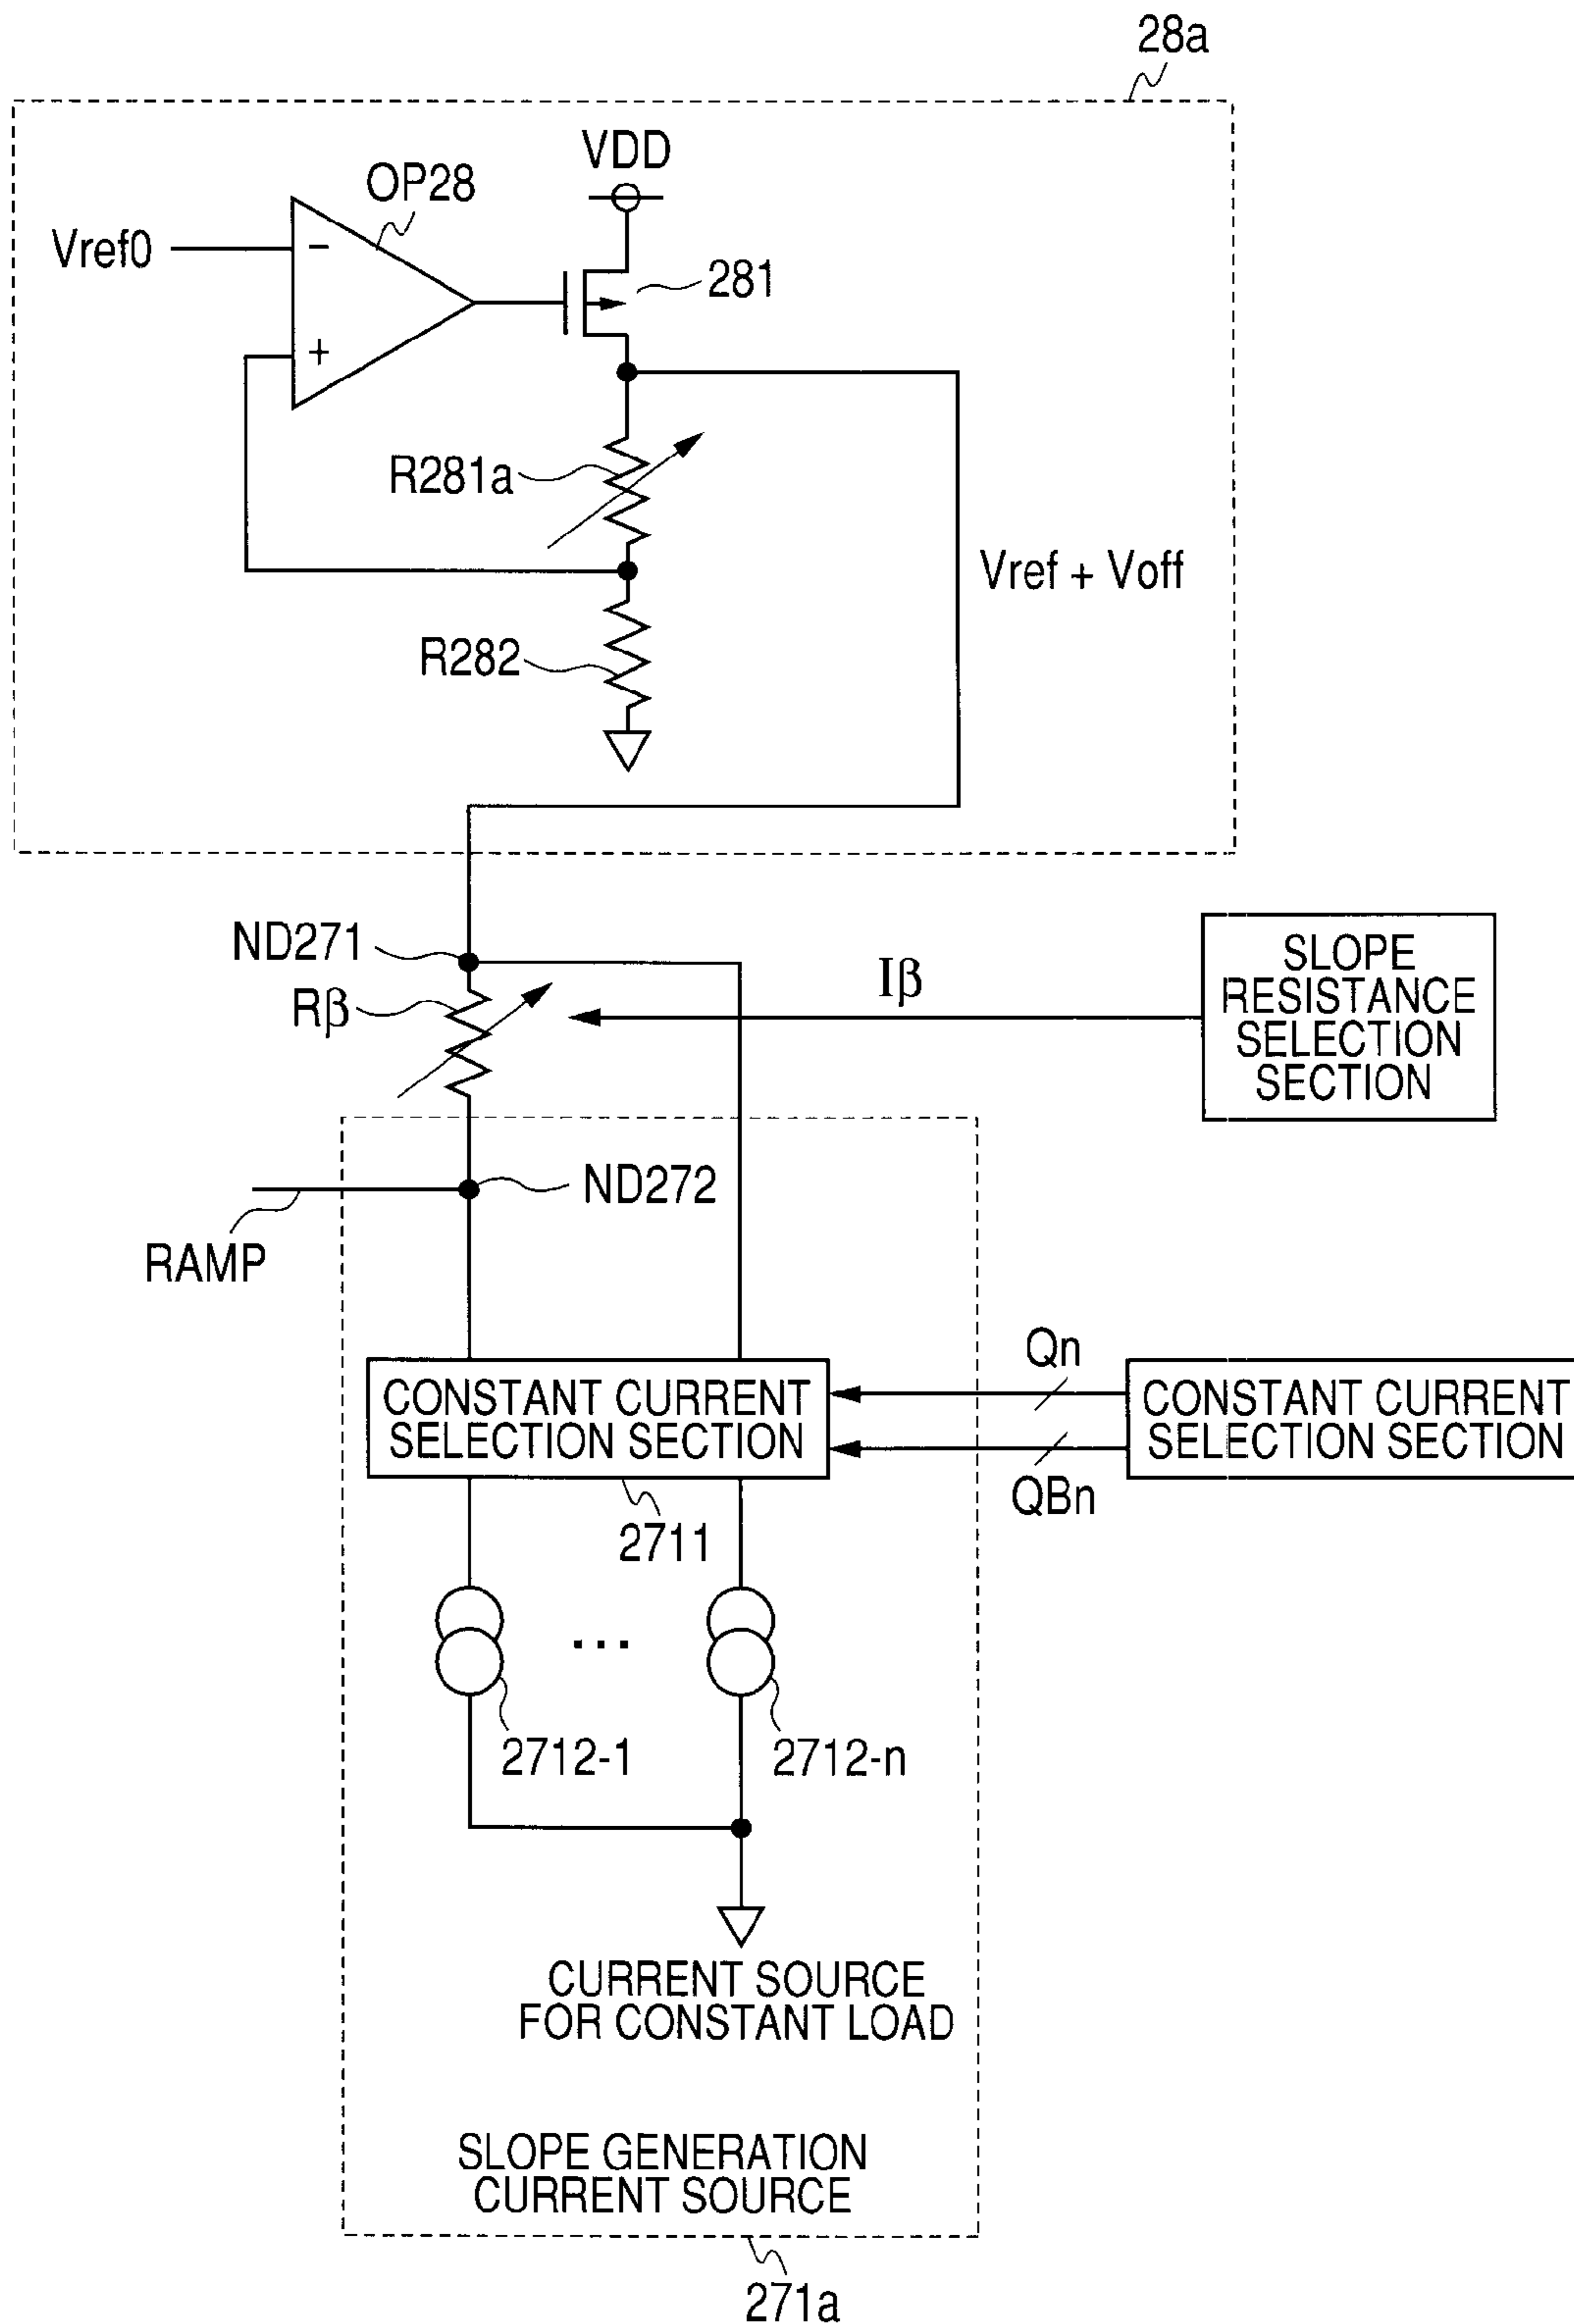 28a
VDD
OP28
Vref0
−
+
281
R281a
Vref + Voff
R282
ND271
Rβ
Iβ
SLOPE
RESISTANCE
SELECTION
SECTION
ND272
RAMP
Qn
CONSTANT CURRENT
SELECTION SECTION
CONSTANT CURRENT
SELECTION SECTION
QBn
2711
...
2712-1
2712-n
CURRENT SOURCE
FOR CONSTANT LOAD
SLOPE GENERATION
CURRENT SOURCE
271a